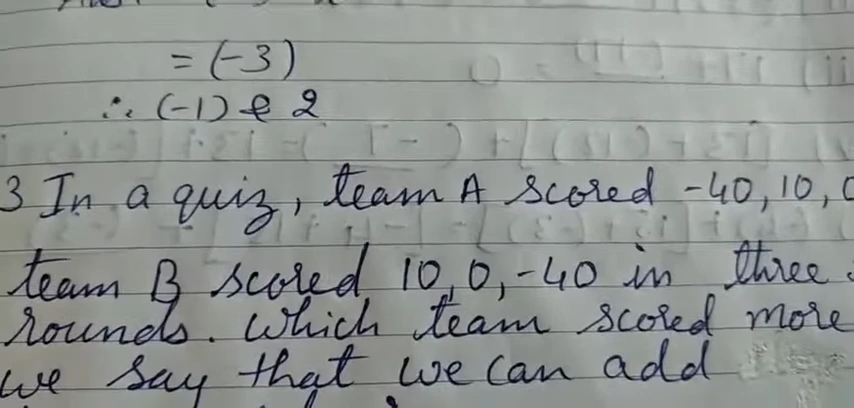 = (-3)
∴ (-1) & 2
3 In a quiz, team A scored -40, 10, 0
team B scored 10, 0, -40 in three
rounds. Which team scored more
we say that we can add